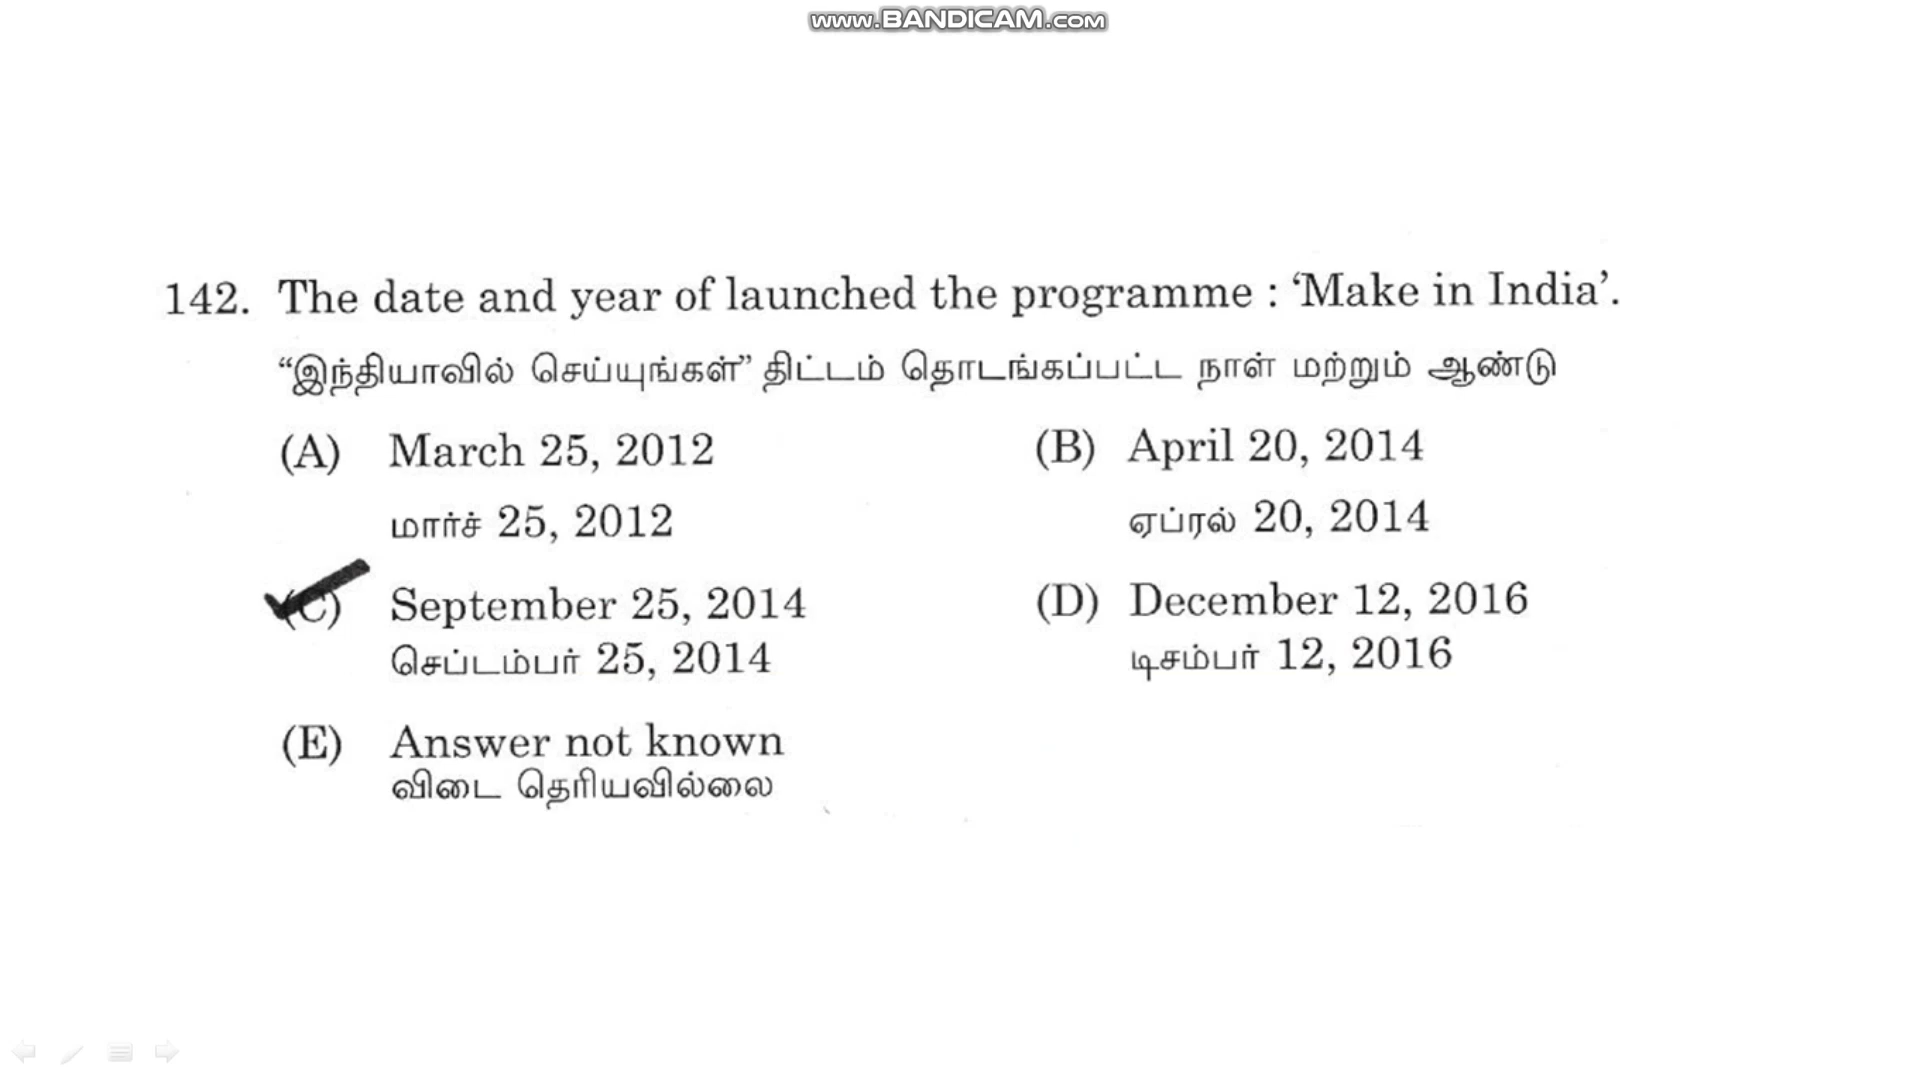 www.BANDICAM.com
142. The date and year of launched the programme : ‘Make in India’.
“இந்தியாவில் செய்யுங்கள்” திட்டம் தொடங்கப்பட்ட நாள் மற்றும் ஆண்டு
(A) March 25, 2012 (B) April 20, 2014
மார்ச் 25, 2012 ஏப்ரல் 20, 2014
(C) September 25, 2014 (D) December 12, 2016
செப்டம்பர் 25, 2014 டிசம்பர் 12, 2016
(E) Answer not known
விடை தெரியவில்லை